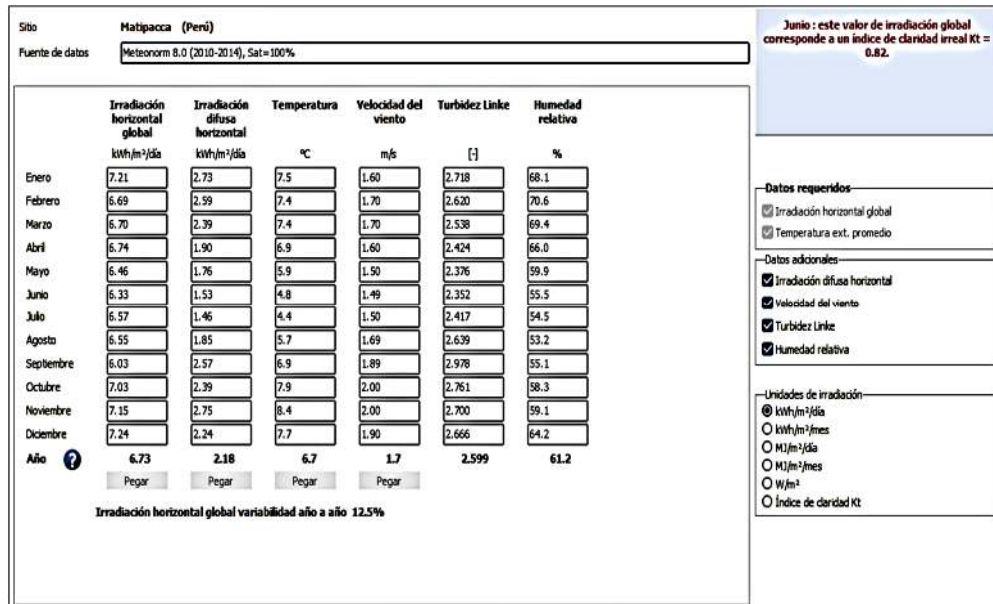 Sitio Matipacca (Perú)
Fuente de datos Meteonorm 8.0 (2010-2014), Sat=100%
Junio : este valor de irradiación global
corresponde a un índice de claridad irreal Kt =
0.82.
Irradiación horizontal global Irradiación difusa horizontal Temperatura Velocidad del viento Turbidez Linke Humedad relativa
kWh/m²/día kWh/m²/día °C m/s [-] %
Enero 7.21 2.73 7.5 1.60 2.718 68.1
Febrero 6.69 2.59 7.4 1.70 2.620 70.6
Marzo 6.70 2.39 7.4 1.70 2.538 69.4
Abril 6.74 1.90 6.9 1.60 2.424 66.0
Mayo 6.46 1.76 5.9 1.50 2.376 59.9
Junio 6.33 1.53 4.8 1.49 2.352 55.5
Julio 6.57 1.46 4.4 1.50 2.417 54.5
Agosto 6.55 1.85 5.7 1.69 2.639 53.2
Septiembre 6.03 2.57 6.9 1.89 2.978 55.1
Octubre 7.03 2.39 7.9 2.00 2.761 58.3
Noviembre 7.15 2.75 8.4 2.00 2.700 59.1
Diciembre 7.24 2.24 7.7 1.90 2.666 64.2
Año ? 6.73 2.18 6.7 1.7 2.599 61.2
Pegar Pegar Pegar Pegar
Irradiación horizontal global variabilidad año a año 12.5%
Datos requeridos
Irradiación horizontal global
Temperatura ext. promedio
Datos adicionales
Irradiación difusa horizontal
Velocidad del viento
Turbidez Linke
Humedad relativa
Unidades de irradiación
kWh/m²/día
kWh/m²/mes
MJ/m²/día
MJ/m²/mes
W/m²
Índice de claridad Kt